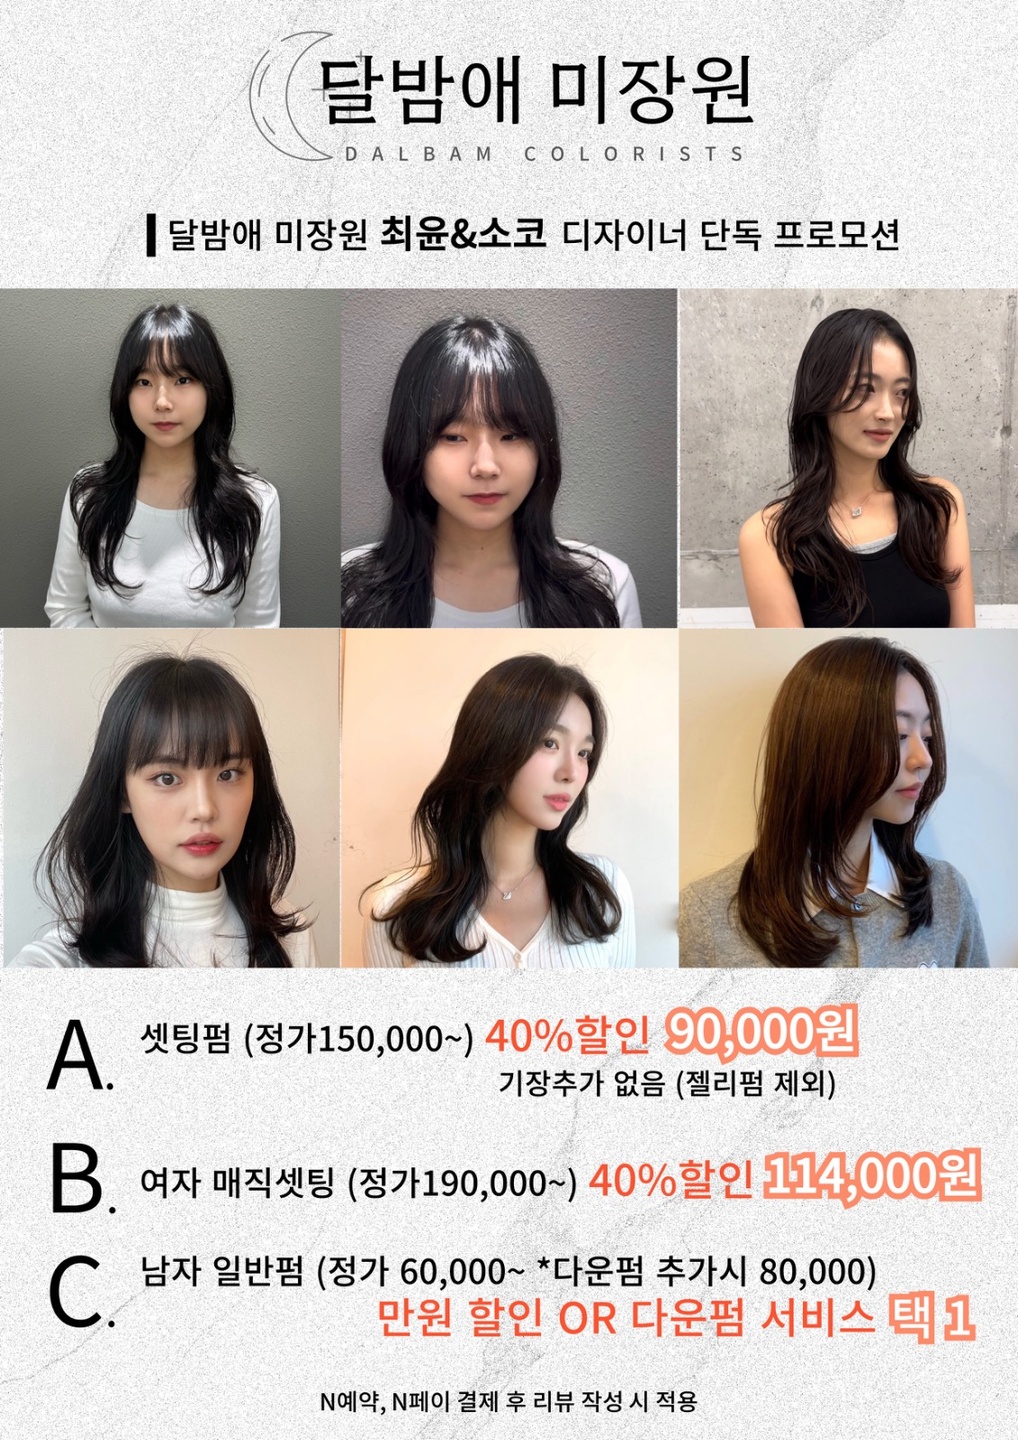 달밤애 미장원
DALBAM COLORISTS
달밤애 미장원 최윤&소코 디자이너 단독 프로모션
A. 셋팅펌 (정가150,000~) 40%할인 90,000원
기장추가 없음 (젤리펌 제외)
B. 여자 매직셋팅 (정가190,000~) 40%할인 114,000원
C. 남자 일반펌 (정가 60,000~ *다운펌 추가시 80,000)
만원 할인 OR 다운펌 서비스 택 1
N예약, N페이 결제 후 리뷰 작성 시 적용